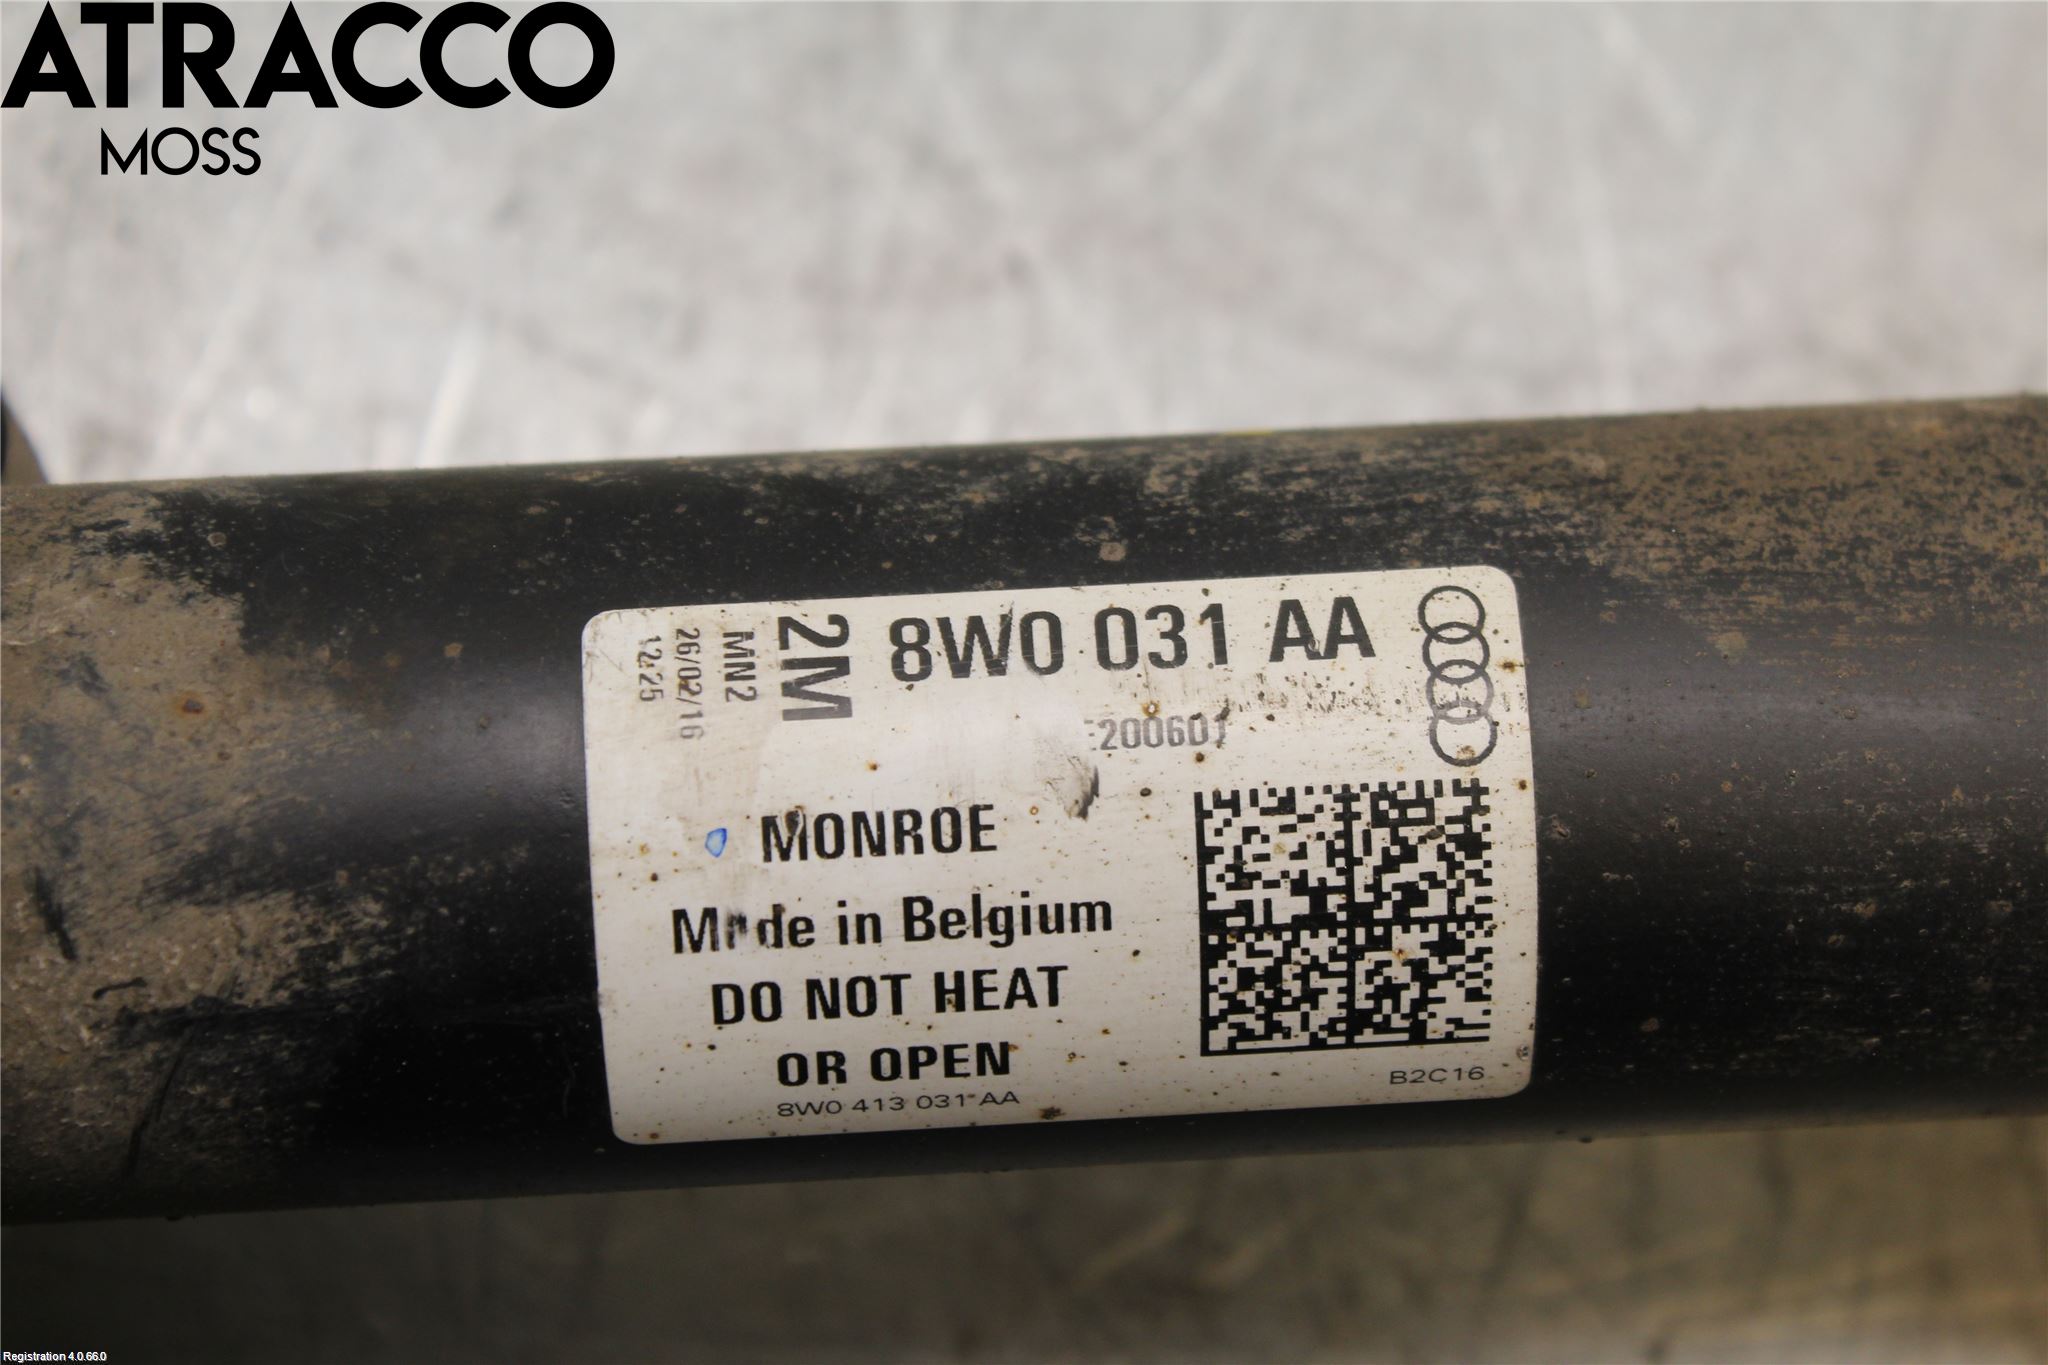 ATRACCO
MOSS
8W0 031 AA
2M
MN2
26/02/16
12:25
E200601
MONROE
Made in Belgium
DO NOT HEAT
OR OPEN
8W0 413 031 AA
B2C16
Registration 4.0.66.0